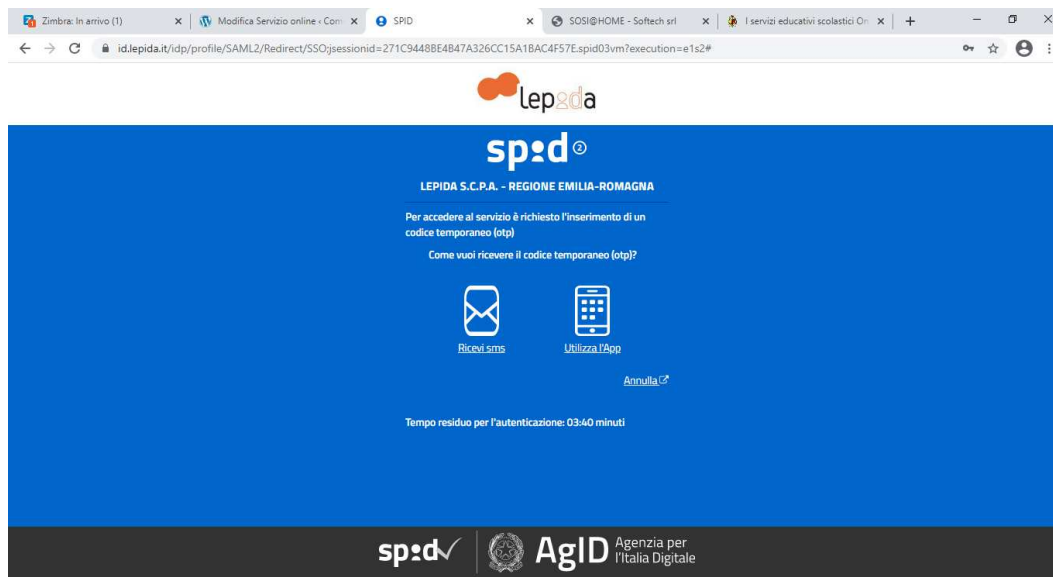 Zimbra: In arrivo (1)
Modifica Servizio online ‹ Com
SPID
SOSI@HOME - Softech srl
I servizi educativi scolastici On
id.lepida.it/idp/profile/SAML2/Redirect/SSO;jsessionid=271C9448BE4B47A326CC15A1BAC4F57E.spid03vm?execution=e1s2#
lepida
spid 2
LEPIDA S.C.P.A. - REGIONE EMILIA-ROMAGNA
Per accedere al servizio è richiesto l'inserimento di un
codice temporaneo (otp)
Come vuoi ricevere il codice temporaneo (otp)?
Ricevi sms
Utilizza l'App
Annulla
Tempo residuo per l'autenticazione: 03:40 minuti
spid
AgID
Agenzia per
l'Italia Digitale